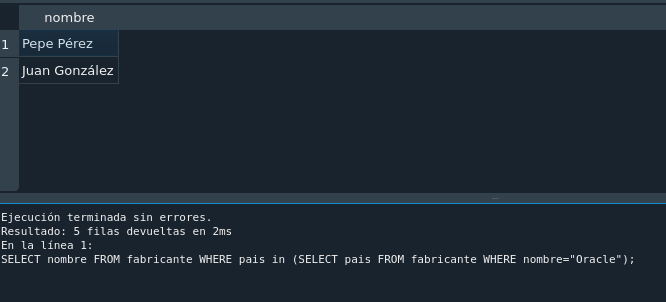 nombre
1 Pepe Pérez
2 Juan González
Ejecución terminada sin errores.
Resultado: 5 filas devueltas en 2ms
En la línea 1:
SELECT nombre FROM fabricante WHERE pais in (SELECT pais FROM fabricante WHERE nombre="Oracle");